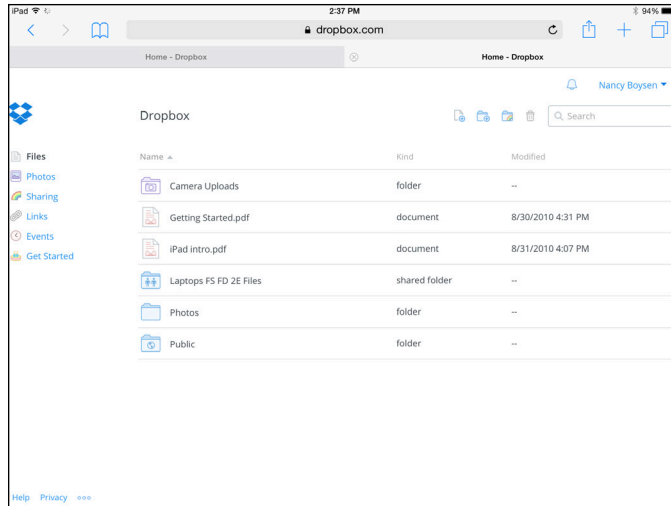 iPad 2:37 PM 94%
dropbox.com
Home - Dropbox Home - Dropbox
Nancy Boysen
Dropbox Search
Files Name Kind Modified
Photos
Camera Uploads folder --
Sharing
Links Getting Started.pdf document 8/30/2010 4:31 PM
Events
iPad intro.pdf document 8/31/2010 4:07 PM
Get Started
Laptops FS FD 2E Files shared folder --
Photos folder --
Public folder --
Help Privacy